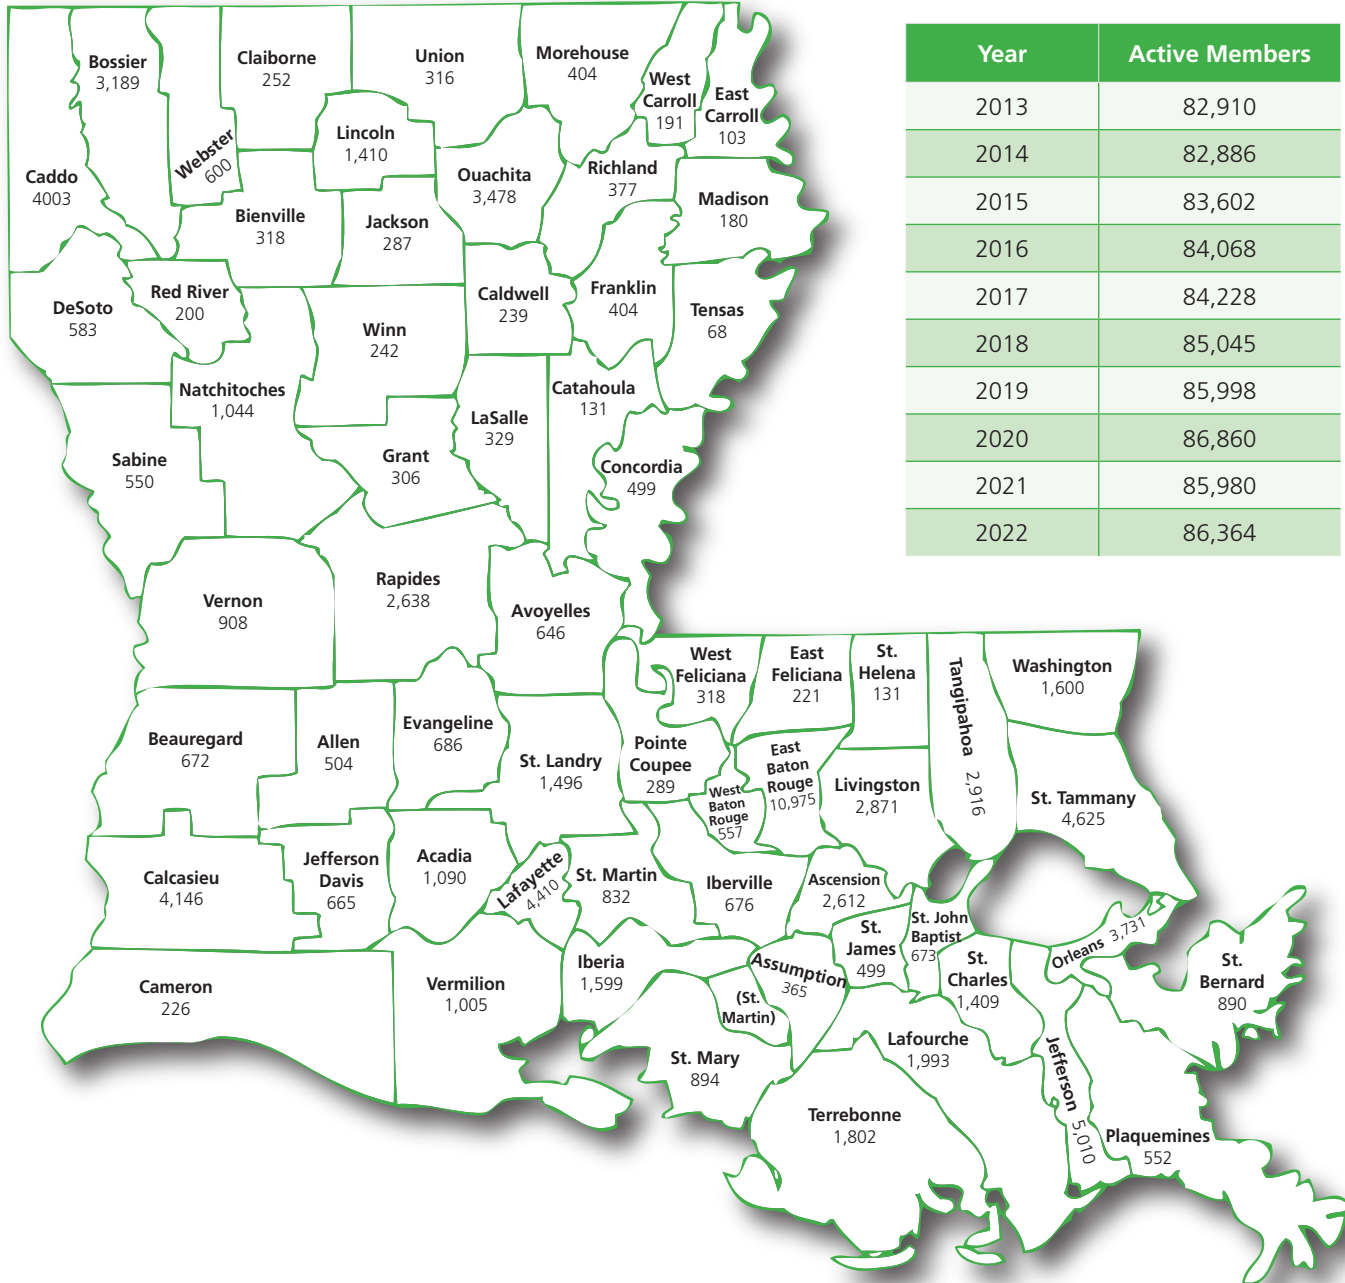 Bossier
3,189
Claiborne
252
Union
316
Morehouse
404
West
Carroll
191
East
Carroll
103
Webster
600
Lincoln
1,410
Caddo
4003
Ouachita
3,478
Richland
377
Madison
180
Bienville
318
Jackson
287
DeSoto
583
Red River
200
Caldwell
239
Franklin
404
Tensas
68
Winn
242
Natchitoches
1,044
Catahoula
131
LaSalle
329
Sabine
550
Grant
306
Concordia
499
Vernon
908
Rapides
2,638
Avoyelles
646
West
Feliciana
318
East
Feliciana
221
St.
Helena
131
Tangipahoa 2,916
Washington
1,600
Beauregard
672
Allen
504
Evangeline
686
St. Landry
1,496
Pointe
Coupee
289
West
Baton
Rouge
557
East
Baton
Rouge
10,975
Livingston
2,871
St. Tammany
4,625
Calcasieu
4,146
Jefferson
Davis
665
Acadia
1,090
Lafayette
4,410
St. Martin
832
Iberville
676
Ascension
2,612
St.
James
499
St. John
Baptist
673
St.
Charles
1,409
Orleans 3,731
St.
Bernard
890
Cameron
226
Vermilion
1,005
Iberia
1,599
Assumption
365
(St.
Martin)
St. Mary
894
Lafourche
1,993
Jefferson 5,010
Terrebonne
1,802
Plaquemines
552
Year Active Members
2013 82,910
2014 82,886
2015 83,602
2016 84,068
2017 84,228
2018 85,045
2019 85,998
2020 86,860
2021 85,980
2022 86,364